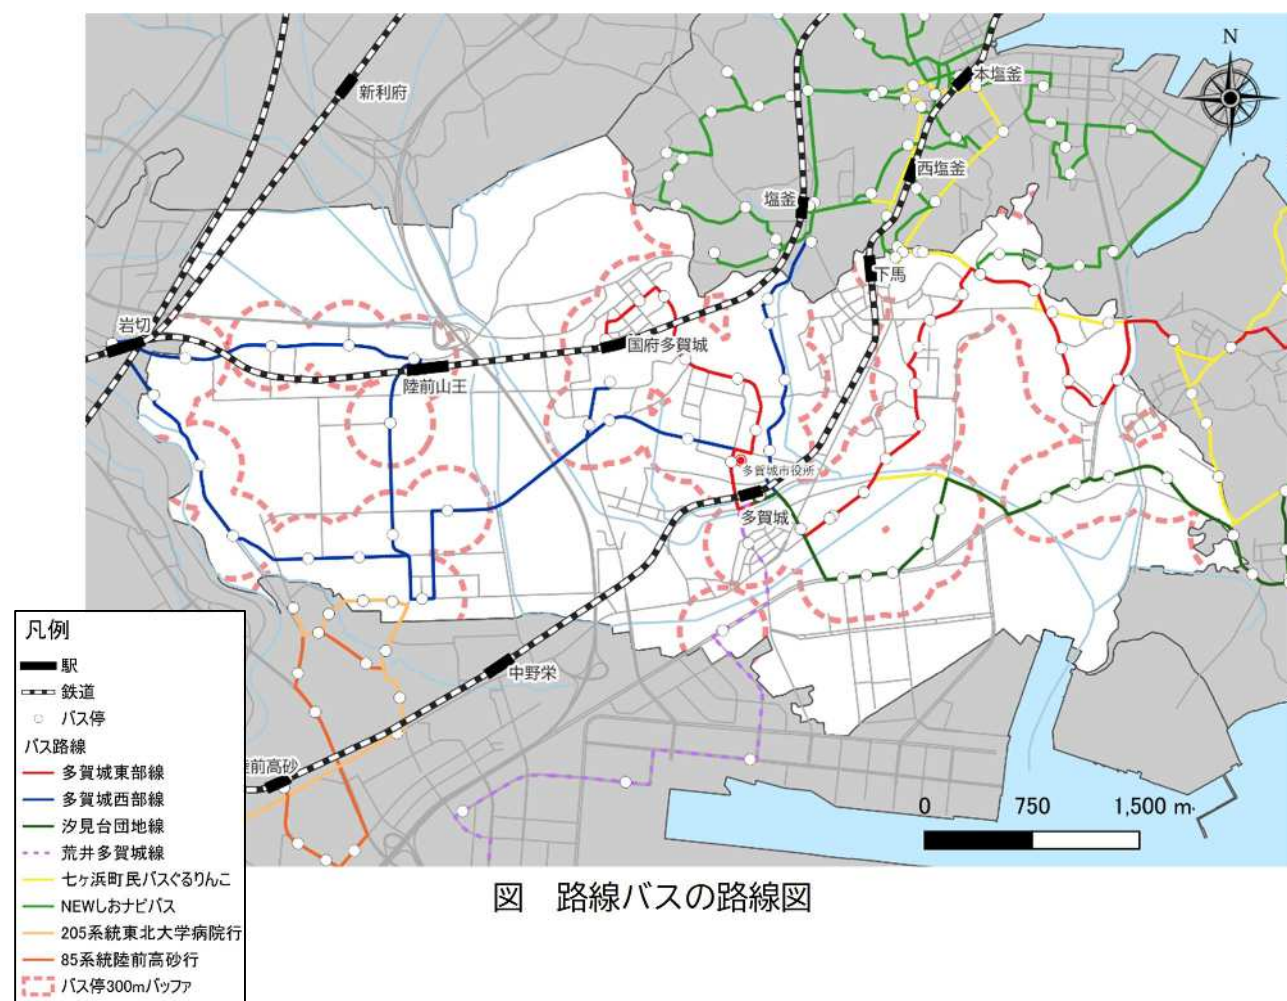 N
本塩釜
新利府
西塩釜
塩釜
下馬
岩切
国府多賀城
陸前山王
多賀城市役所
多賀城
中野栄
陸前高砂
0 750 1,500 m
凡例
駅
鉄道
バス停
バス路線
多賀城東部線
多賀城西部線
汐見台団地線
荒井多賀城線
七ヶ浜町民バスぐるりんこ
NEWしおナビバス
205系統東北大学病院行
85系統陸前高砂行
バス停300mバッファ
図 路線バスの路線図